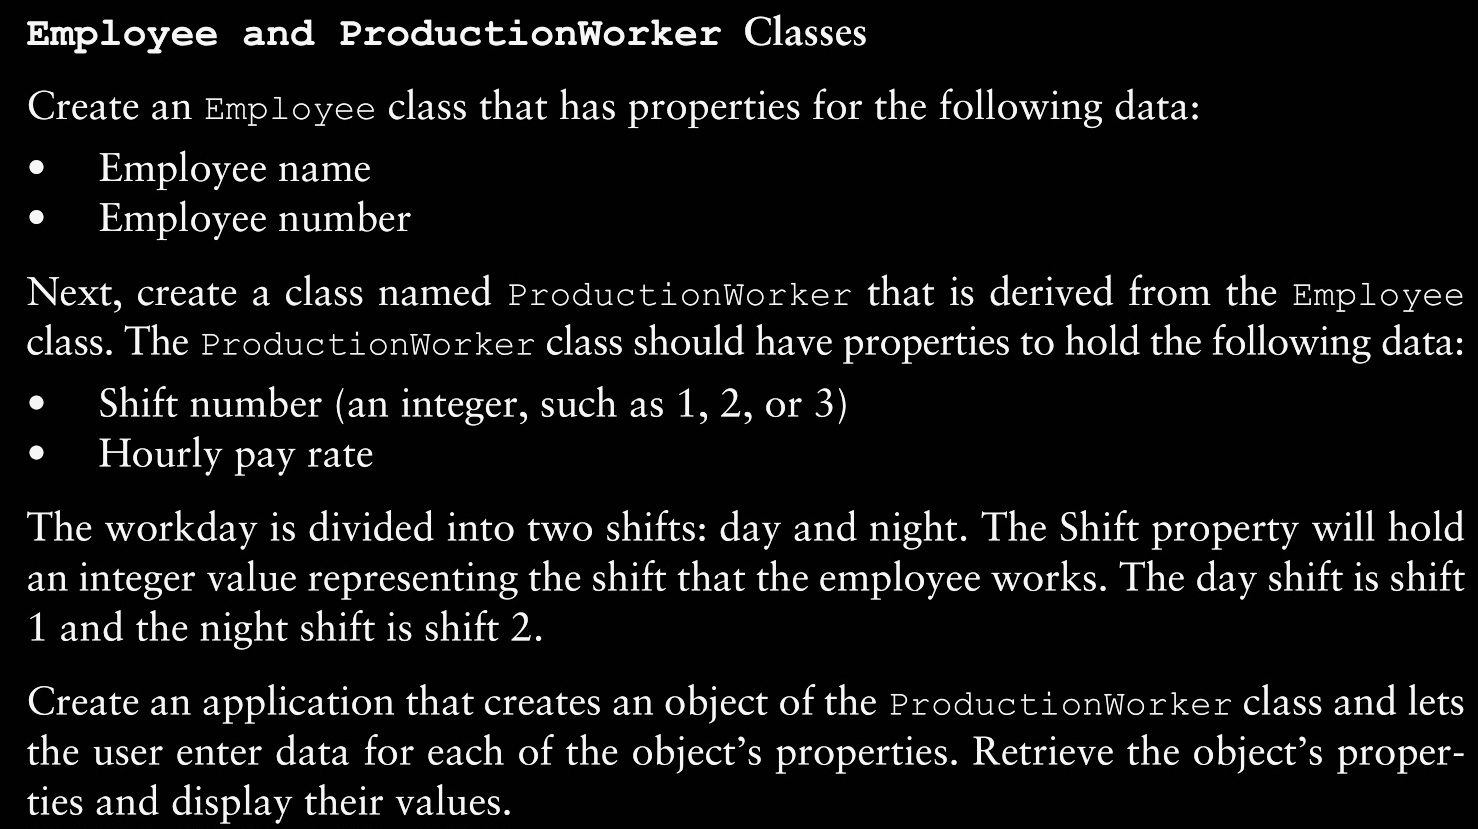 Employee and ProductionWorker Classes
Create an Employee class that has properties for the following data:
• Employee name
• Employee number
Next, create a class named ProductionWorker that is derived from the Employee
class. The ProductionWorker class should have properties to hold the following data:
• Shift number (an integer, such as 1, 2, or 3)
• Hourly pay rate
The workday is divided into two shifts: day and night. The Shift property will hold
an integer value representing the shift that the employee works. The day shift is shift
1 and the night shift is shift 2.
Create an application that creates an object of the ProductionWorker class and lets
the user enter data for each of the object’s properties. Retrieve the object’s proper-
ties and display their values.